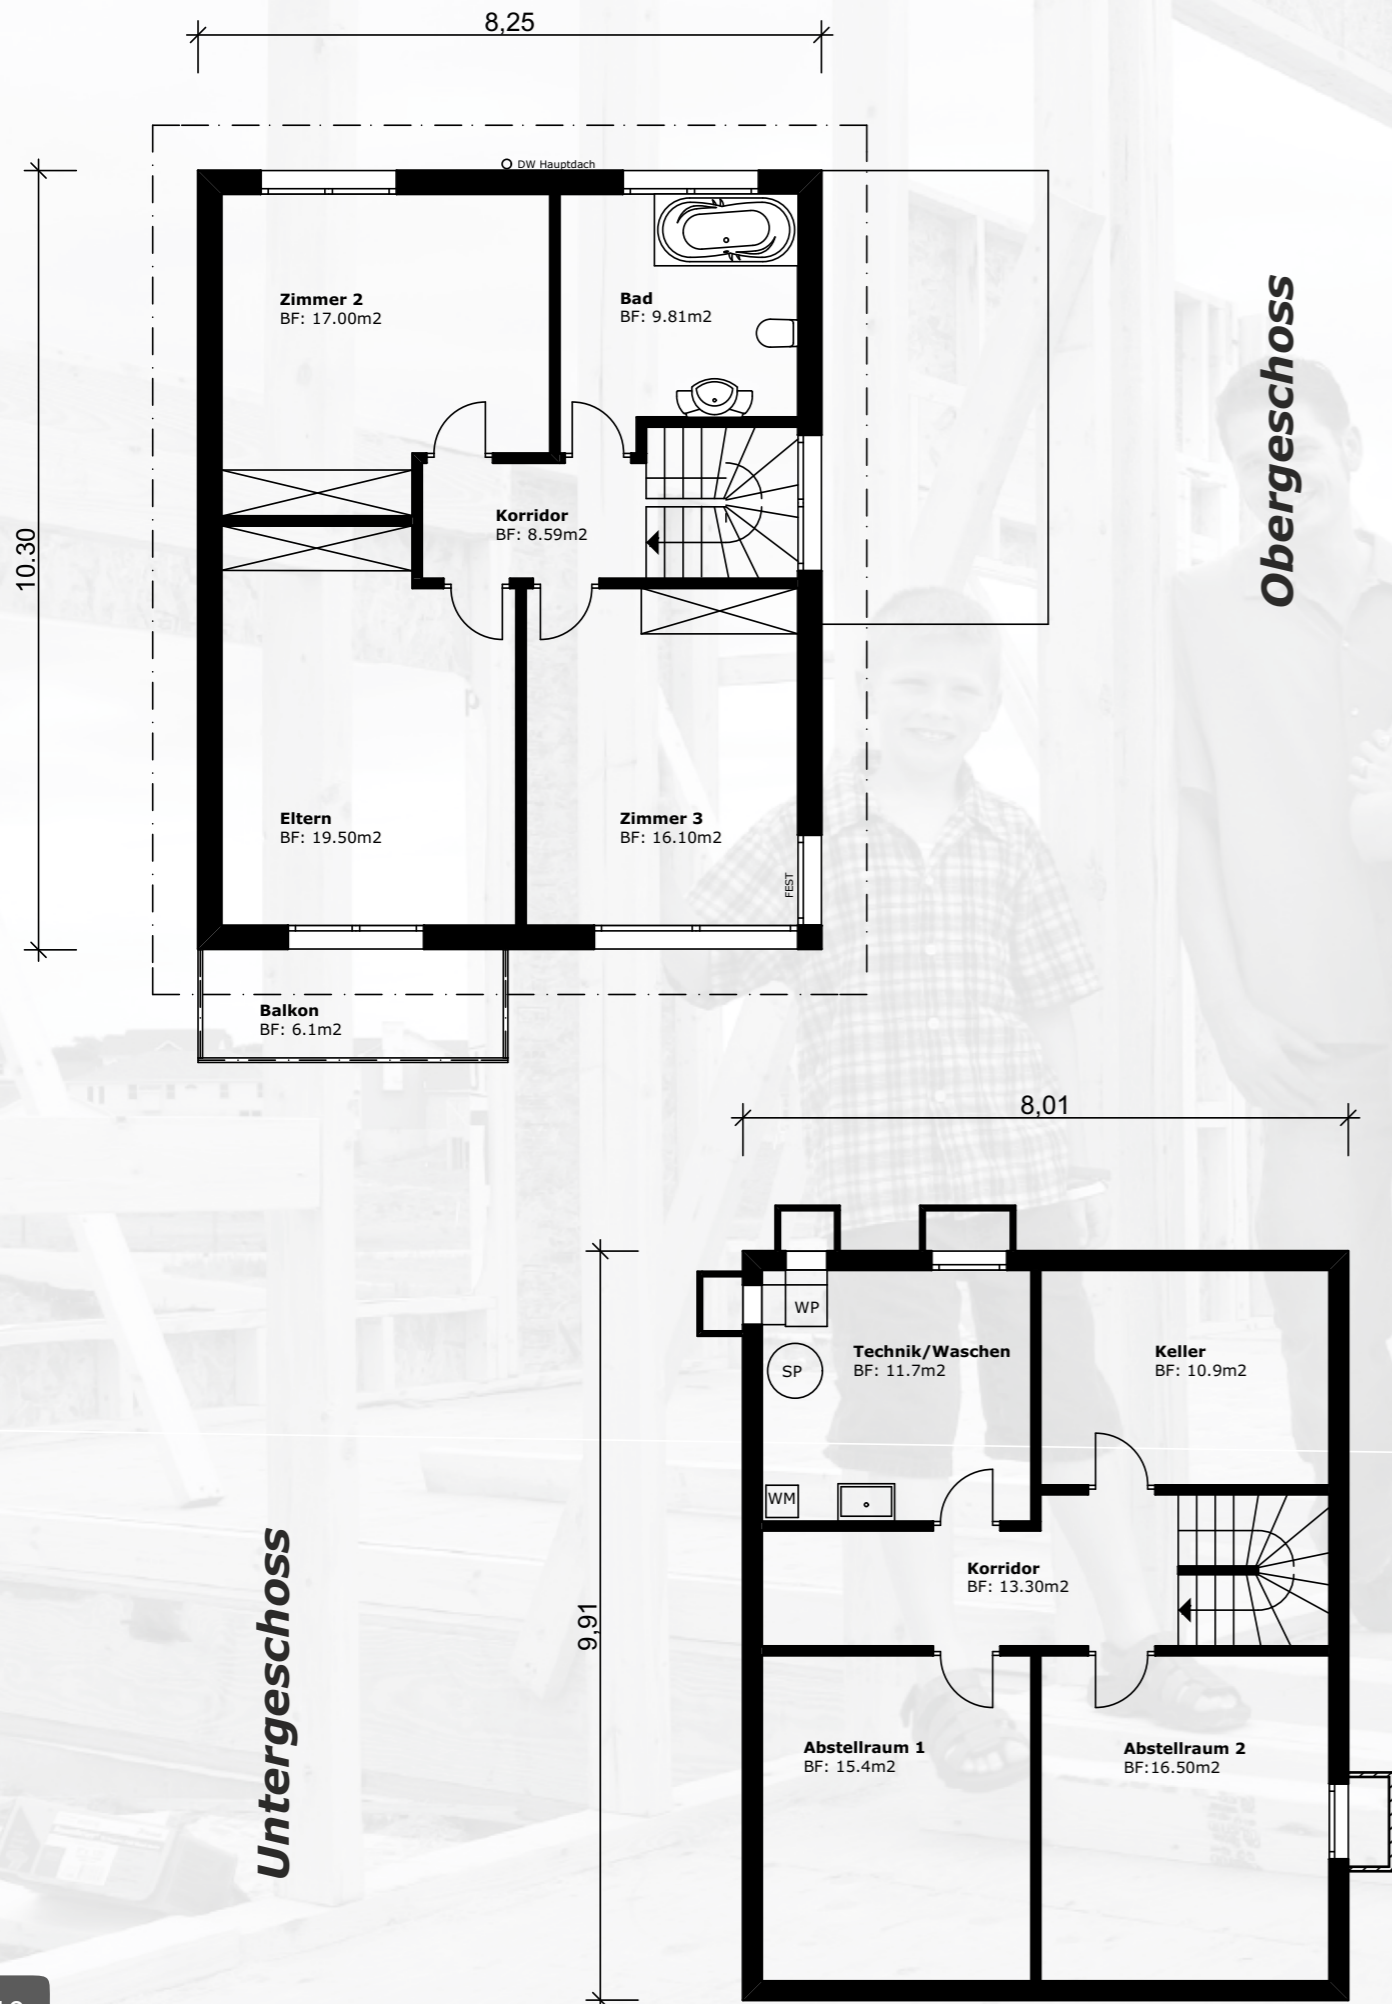 8,25
DW Hauptdach
Zimmer 2
BF: 17.00m2
Bad
BF: 9.81m2
Obergeschoss
10.30
Korridor
BF: 8.59m2
Eltern
BF: 19.50m2
Zimmer 3
BF: 16.10m2
FEST
Balkon
BF: 6.1m2
8,01
WP
Technik/Waschen
BF: 11.7m2
SP
Keller
BF: 10.9m2
WM
Untergeschoss
9,91
Korridor
BF: 13.30m2
Abstellraum 1
BF: 15.4m2
Abstellraum 2
BF:16.50m2